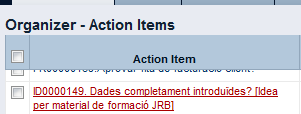 Organizer - Action Items
Action Item
ID0000149. Dades completament introduïdes? [Idea
per material de formació JRB]